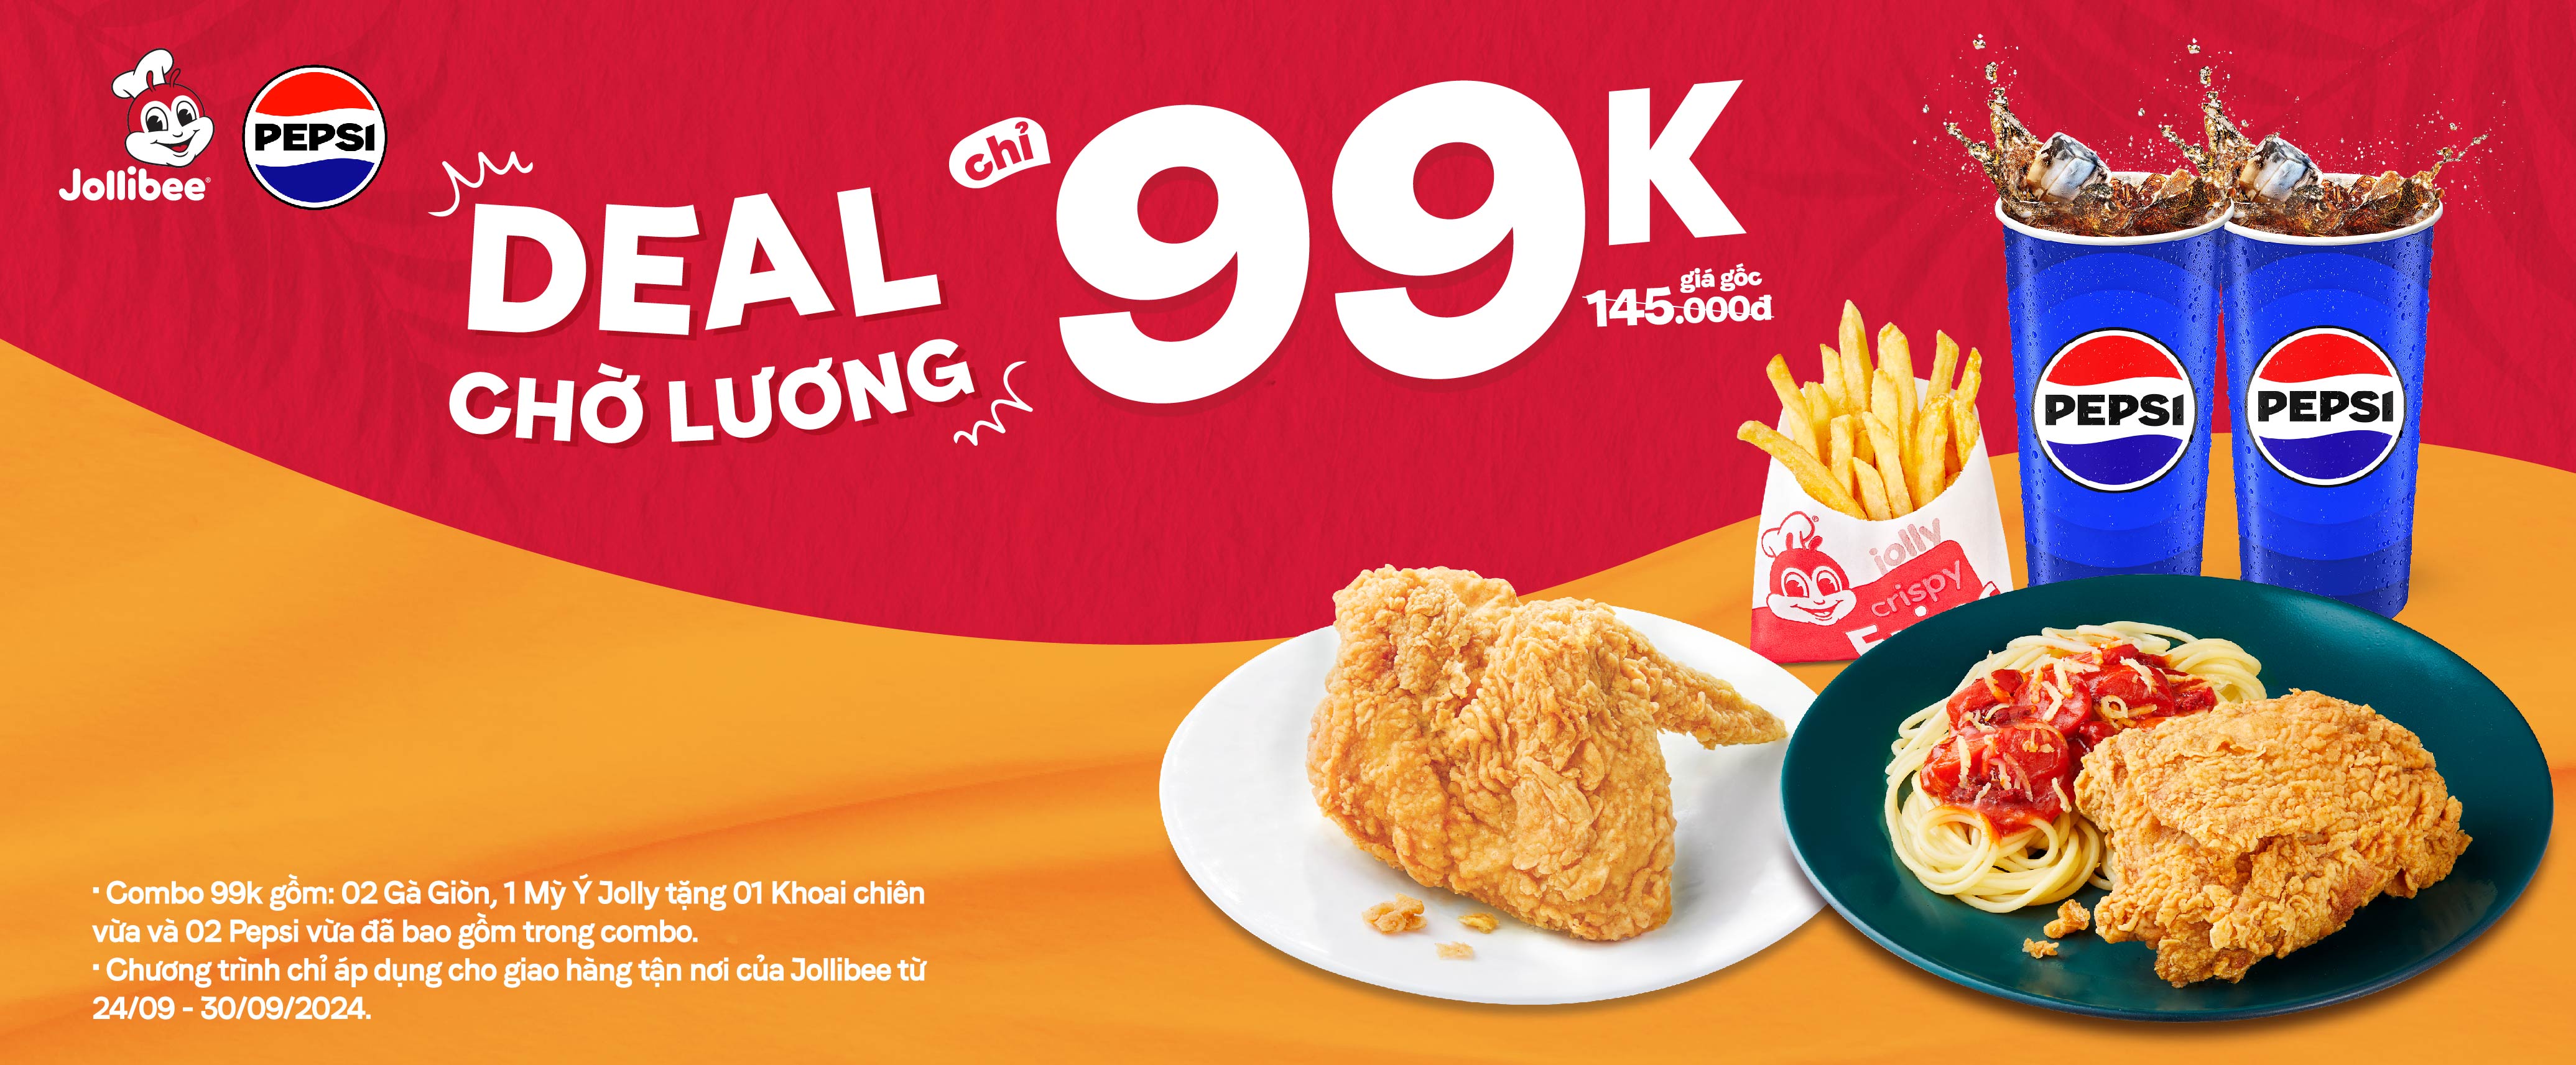 Jollibee
PEPSI
DEAL
CHỜ LƯƠNG
chỉ
99K
giá gốc
145.000đ
PEPSI
PEPSI
jolly
crispy
· Combo 99k gồm: 02 Gà Giòn, 1 Mỳ Ý Jolly tặng 01 Khoai chiên
vừa và 02 Pepsi vừa đã bao gồm trong combo.
· Chương trình chỉ áp dụng cho giao hàng tận nơi của Jollibee từ
24/09 - 30/09/2024.